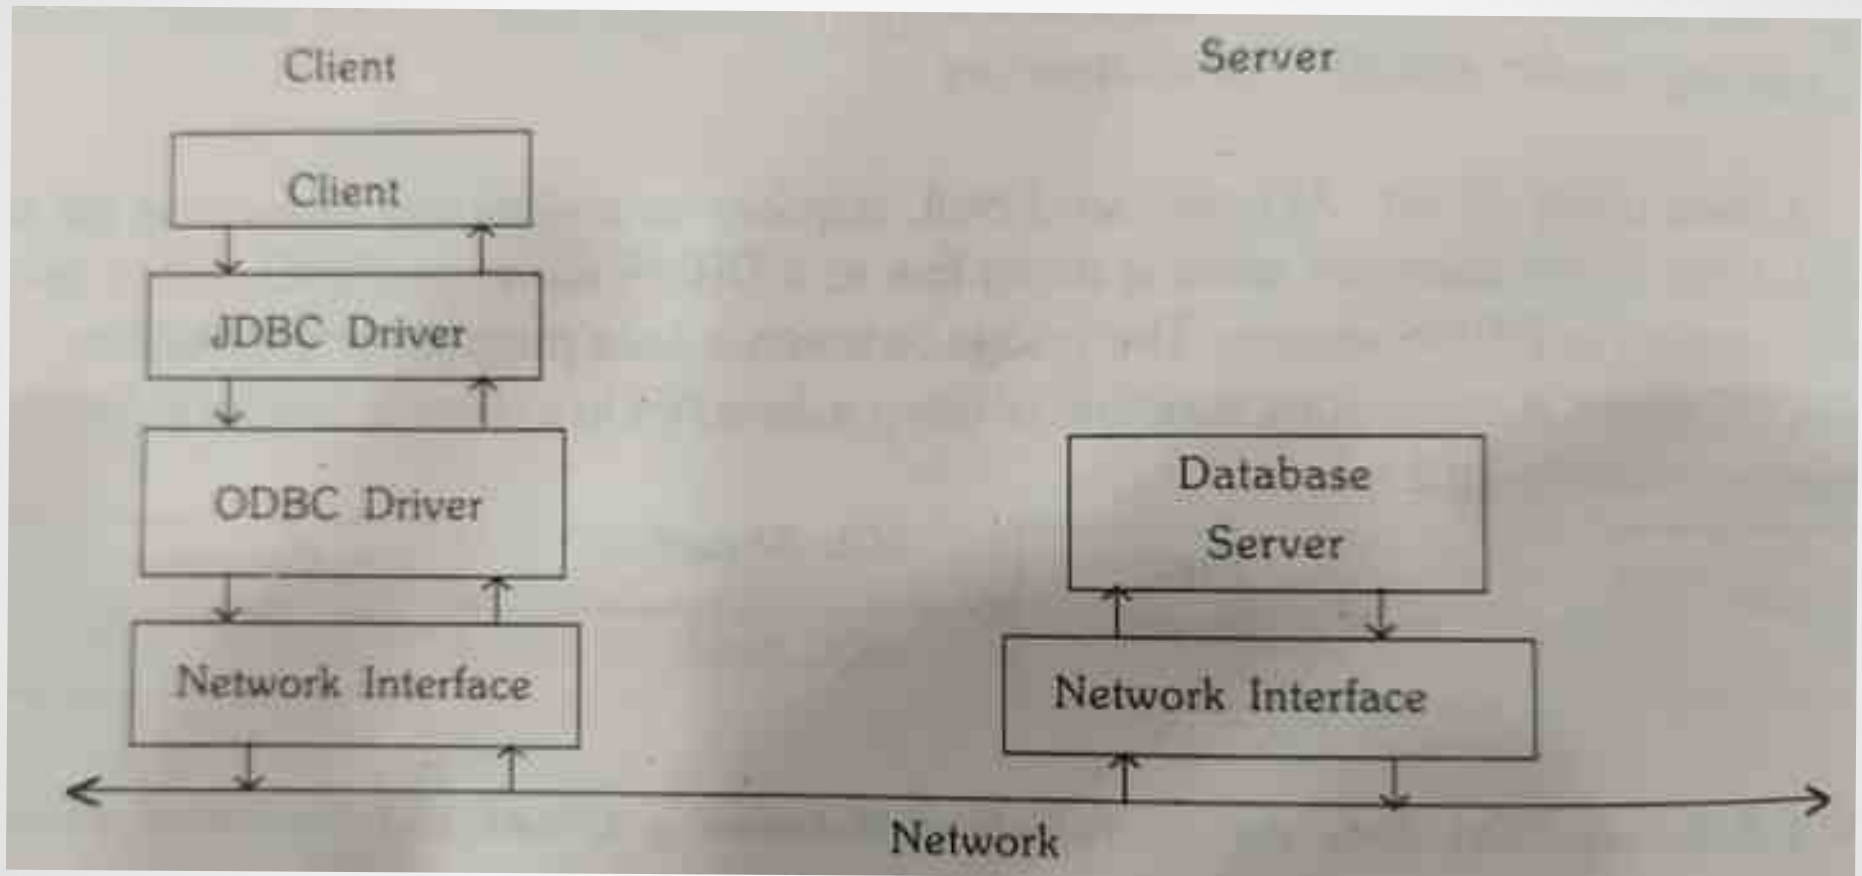 Client
Server
Client
JDBC Driver
ODBC Driver
Network Interface
Database
Server
Network Interface
Network